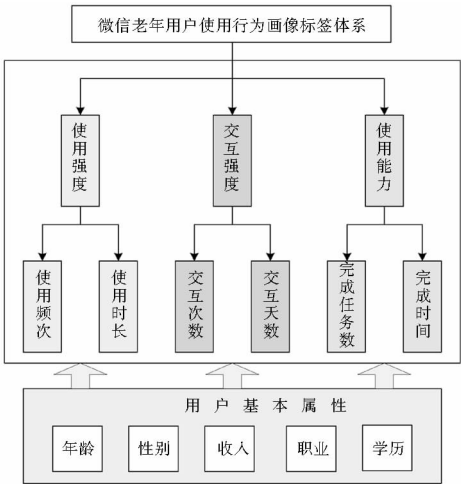 微信老年用户使用行为画像标签体系
使用强度
交互强度
使用能力
使用频次
使用时长
交互次数
交互天数
完成任务数
完成时间
用户基本属性
年龄
性别
收入
职业
学历